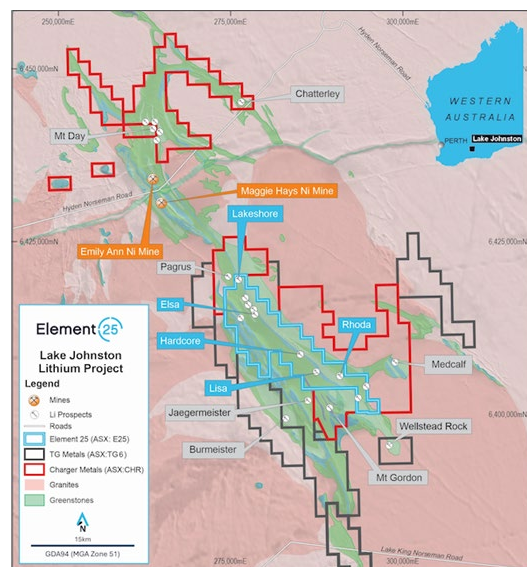 250,000mE
275,000mE
300,000mE
6,450,000mN
Hyden Norseman Road
Chatterley
WESTERN
AUSTRALIA
PERTH
Lake Johnston
Mt Day
Maggie Hays Ni Mine
Hyden Norseman Road
Lakeshore
Emily Ann Ni Mine
6,425,000mN
6,425,000mN
Pagrus
Elsa
Rhoda
Hardcore
Medcalf
Lisa
Jaegermeister
6,400,000mN
Wellstead Rock
Burmeister
Mt Gordon
Element 25
Lake Johnston
Lithium Project
Legend
Mines
Li Prospects
Roads
Element 25 (ASX: E25)
TG Metals (ASX:TG6)
Charger Metals (ASX:CHR)
Granites
Greenstones
N
15km
GDA94 (MGA Zone 51)
Lake King Norseman Road
275,000mE
300,000mE